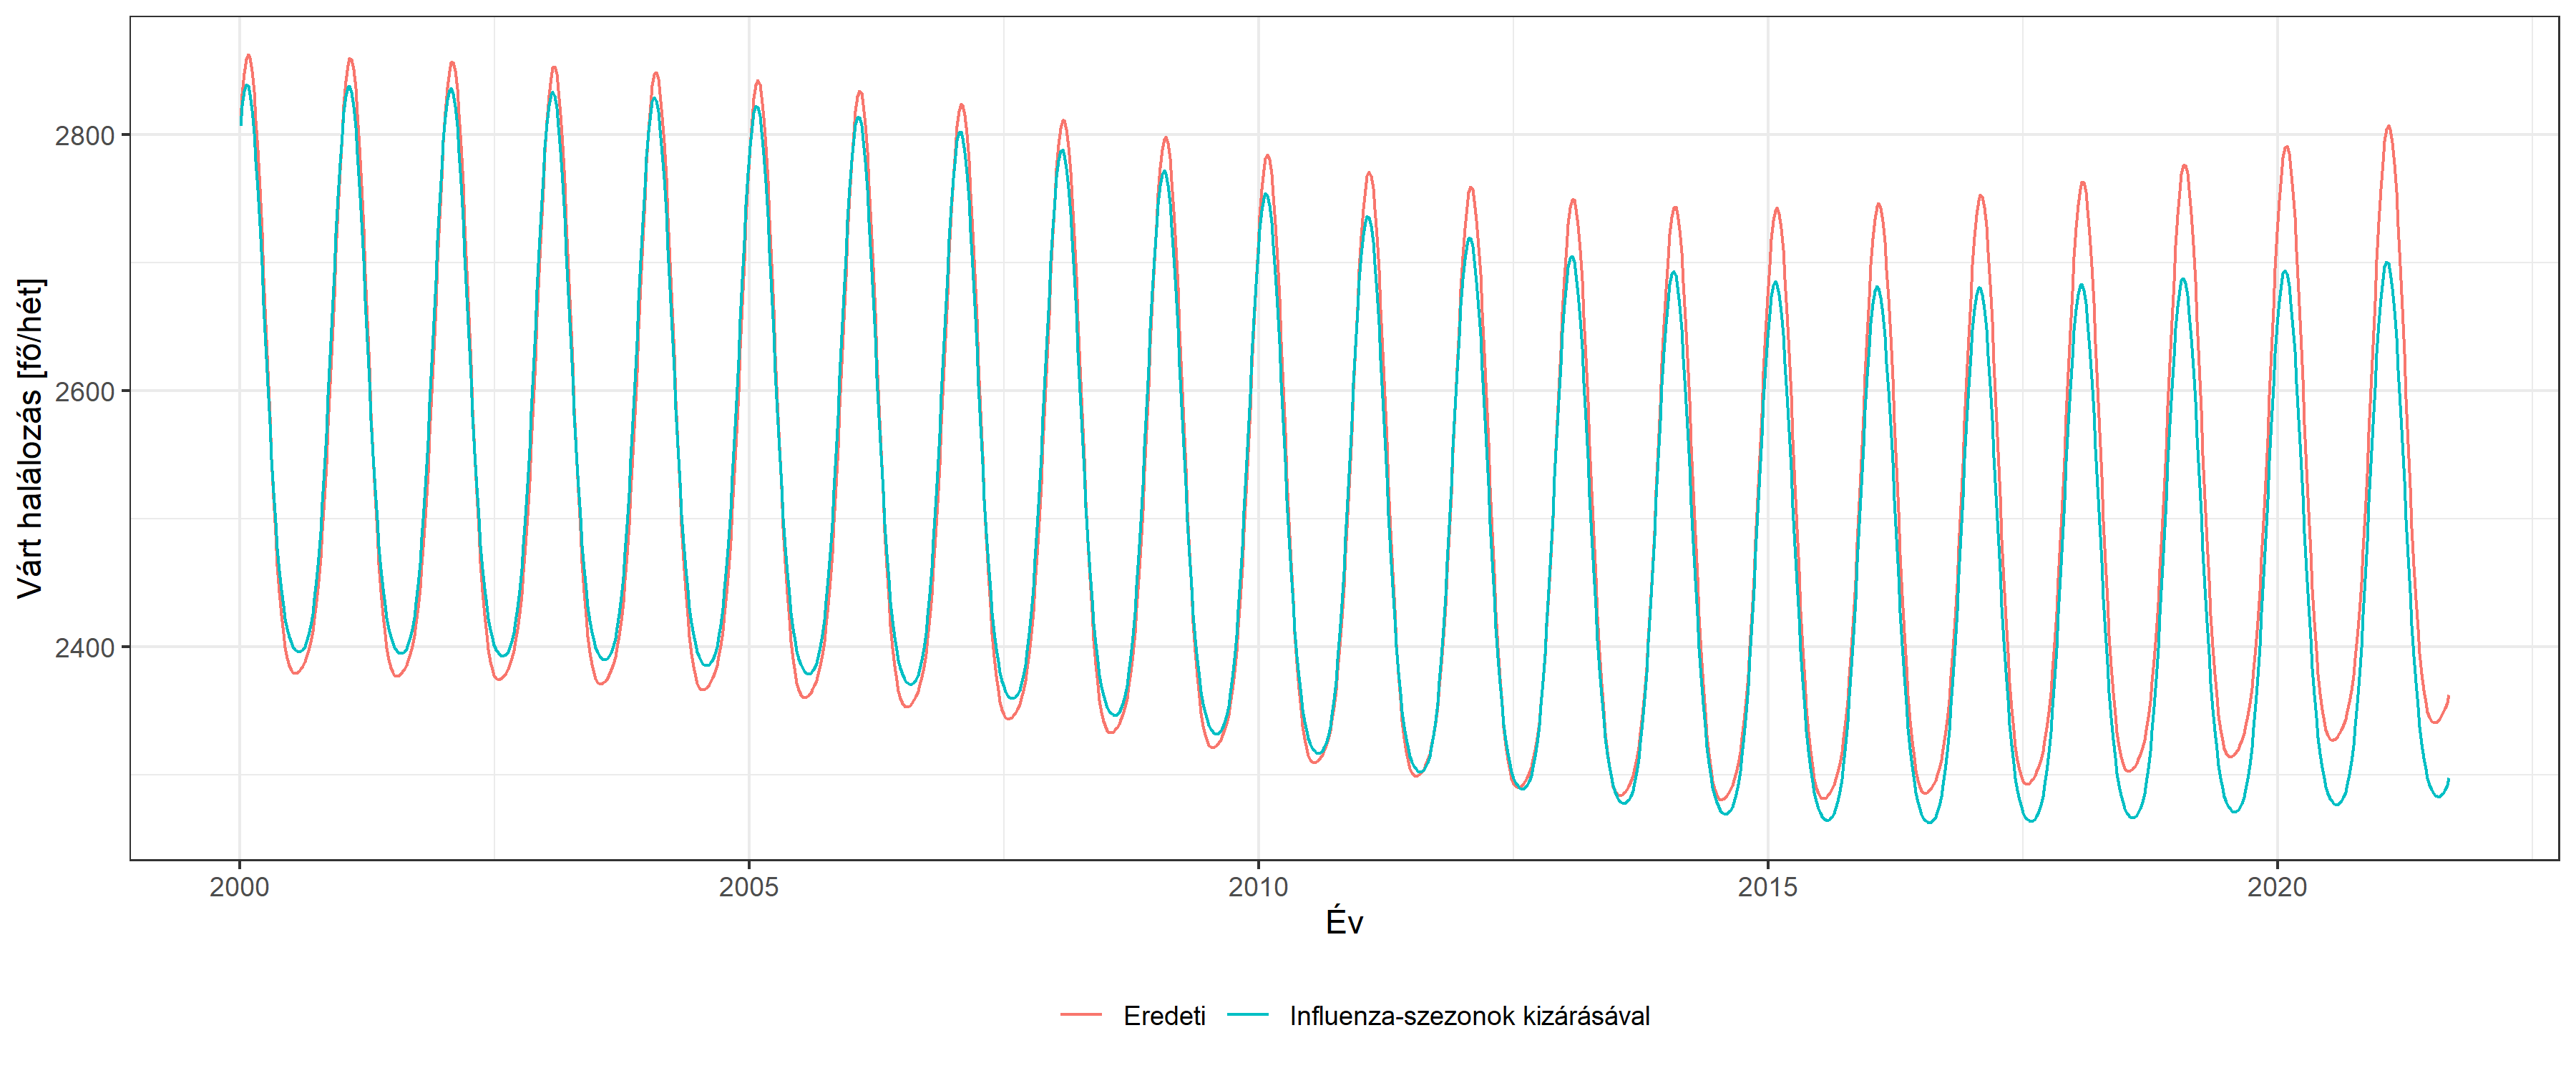 Várt halálozás [fő/hét]
2800
2600
2400
2000 2005 2010 2015 2020
Év
Eredeti Influenza-szezonok kizárásával